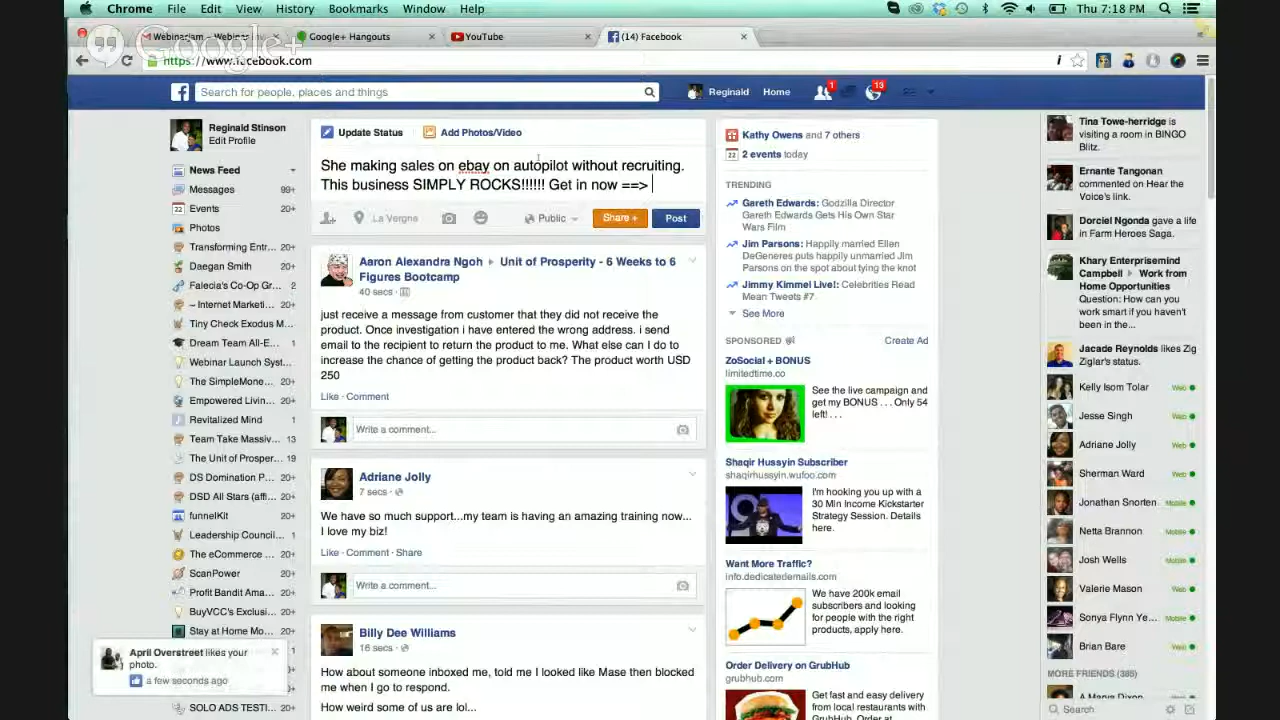 Chrome File Edit View History Bookmarks Window Help
Thu 7:18 PM
Google+
Google+ Hangouts
YouTube
(14) Facebook
https://www.facebook.com
Search for people, places and things
Reginald
Home
1
13
Reginald Stinson
Edit Profile
News Feed
Messages 99+
Events 20+
Photos
Transforming Entr... 20+
Daegan Smith 20+
Falecia's Co-Op Gr... 2
~ Internet Marketi... 20+
Tiny Check Exodus M...
Dream Team All-E... 1
Webinar Launch Syst...
The SimpleMone... 20+
Empowered Livin... 20+
Revitalized Mind 1
Team Take Massiv... 13
The Unit of Prosper... 19
DS Domination P... 20+
DSD All Stars (affi... 20+
funnelKit 20+
Leadership Council... 1
The eCommerce ... 20+
ScanPower 20+
Profit Bandit Ama... 20+
BuyVCC's Exclusi... 20+
Stay at Home Mo... 20+
SOLO ADS TESTI... 20+
April Overstreet likes your
photo.
a few seconds ago
Update Status
Add Photos/Video
She making sales on ebay on autopilot without recruiting.
This business SIMPLY ROCKS!!!!!! Get in now ==>
La Vergne
Public
Share +
Post
Aaron Alexandra Ngoh ▸ Unit of Prosperity - 6 Weeks to 6
Figures Bootcamp
40 secs ·
just receive a message from customer that they did not receive the
product. Once investigation i have entered the wrong address. i send
email to the recipient to return the product to me. What else can I do to
increase the chance of getting the product back? The product worth USD
250
Like · Comment
Write a comment...
Adriane Jolly
7 secs ·
We have so much support...my team is having an amazing training now...
I love my biz!
Like · Comment · Share
Write a comment...
Billy Dee Williams
16 secs ·
How about someone inboxed me, told me I looked like Mase then blocked
me when I go to respond.
How weird some of us are lol...
Kathy Owens and 7 others
22
2 events today
TRENDING
Gareth Edwards: Godzilla Director
Gareth Edwards Gets His Own Star
Wars Film
Jim Parsons: Happily married Ellen
DeGeneres puts happily unmarried Jim
Parsons on the spot about tying the knot
Jimmy Kimmel Live!: Celebrities Read
Mean Tweets #7
See More
SPONSORED
Create Ad
ZoSocial + BONUS
limitedtime.co
See the live campaign and
get my BONUS . . . Only 54
left! . . .
Shaqir Hussyin Subscriber
shaqirhussyin.wufoo.com
I'm hooking you up with a
30 Min Income Kickstarter
Strategy Session. Details
here.
Want More Traffic?
info.dedicatedemails.com
We have 200k email
subscribers and looking
for people with the right
products, apply here.
Order Delivery on GrubHub
grubhub.com
Get fast and easy delivery
from local restaurants with
GrubHub. Order at
Tina Towe-herridge is
visiting a room in BINGO
Blitz.
Ernante Tangonan
commented on Hear the
Voice's link.
Dorciel Ngonda gave a life
in Farm Heroes Saga.
Khary Enterprisemind
Campbell ▸ Work from
Home Opportunities
Question: How can you
work smart if you haven't
been in the...
Jacade Reynolds likes Zig
Ziglar's status.
Kelly Isom Tolar Web
Jesse Singh Web
Adriane Jolly Web
Sherman Ward Web
Jonathan Snorten Mobile
Netta Brannon Mobile
Josh Wells Mobile
Valerie Mason Web
Sonya Flynn Ye... Mobile
Brian Bare Web
MORE FRIENDS (385)
Search